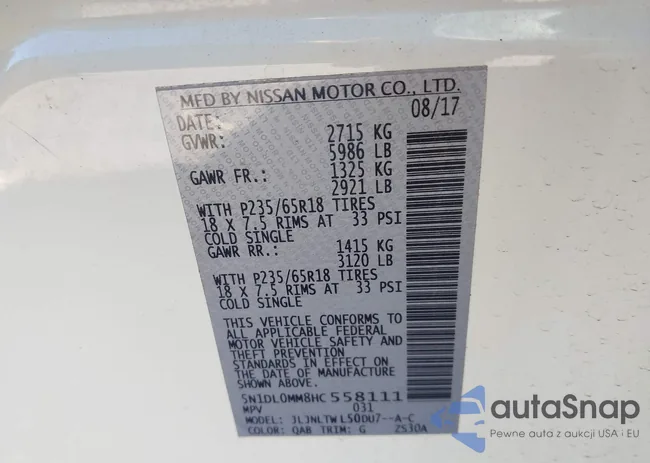 MFD BY NISSAN MOTOR CO., LTD.
DATE: 08/17
GVWR: 2715 KG
5986 LB
GAWR FR.: 1325 KG
2921 LB
WITH P235/65R18 TIRES
18 X 7.5 RIMS AT 33 PSI
COLD SINGLE
GAWR RR.: 1415 KG
3120 LB
WITH P235/65R18 TIRES
18 X 7.5 RIMS AT 33 PSI
COLD SINGLE
THIS VEHICLE CONFORMS TO
ALL APPLICABLE FEDERAL
MOTOR VEHICLE SAFETY AND
THEFT PREVENTION
STANDARDS IN EFFECT ON
THE DATE OF MANUFACTURE
SHOWN ABOVE.
5N1DL0MM8HC558111
MPV 031
MODEL: JLJNLTWL50DU7--A-C
COLOR: QAB TRIM: G ZS30A
autoSnap
Pewne auta z aukcji USA i EU